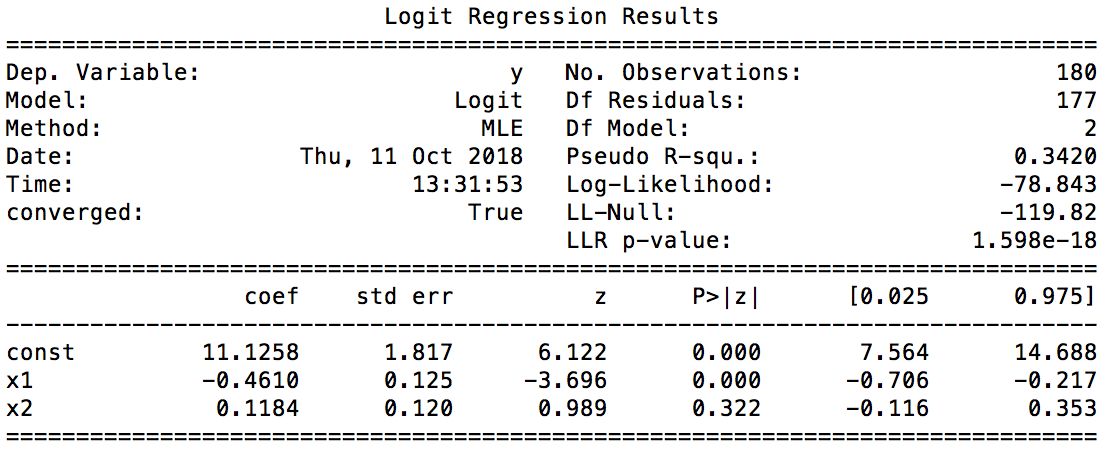 Logit Regression Results
==============================================================================
Dep. Variable:                      y   No. Observations:                  180
Model:                          Logit   Df Residuals:                      177
Method:                           MLE   Df Model:                            2
Date:                Thu, 11 Oct 2018   Pseudo R-squ.:                  0.3420
Time:                        13:31:53   Log-Likelihood:                -78.843
converged:                       True   LL-Null:                       -119.82
                                        LLR p-value:                 1.598e-18
==============================================================================
                 coef    std err          z      P>|z|      [0.025      0.975]
------------------------------------------------------------------------------
const         11.1258      1.817      6.122      0.000       7.564      14.688
x1            -0.4610      0.125     -3.696      0.000      -0.706      -0.217
x2             0.1184      0.120      0.989      0.322      -0.116       0.353
==============================================================================